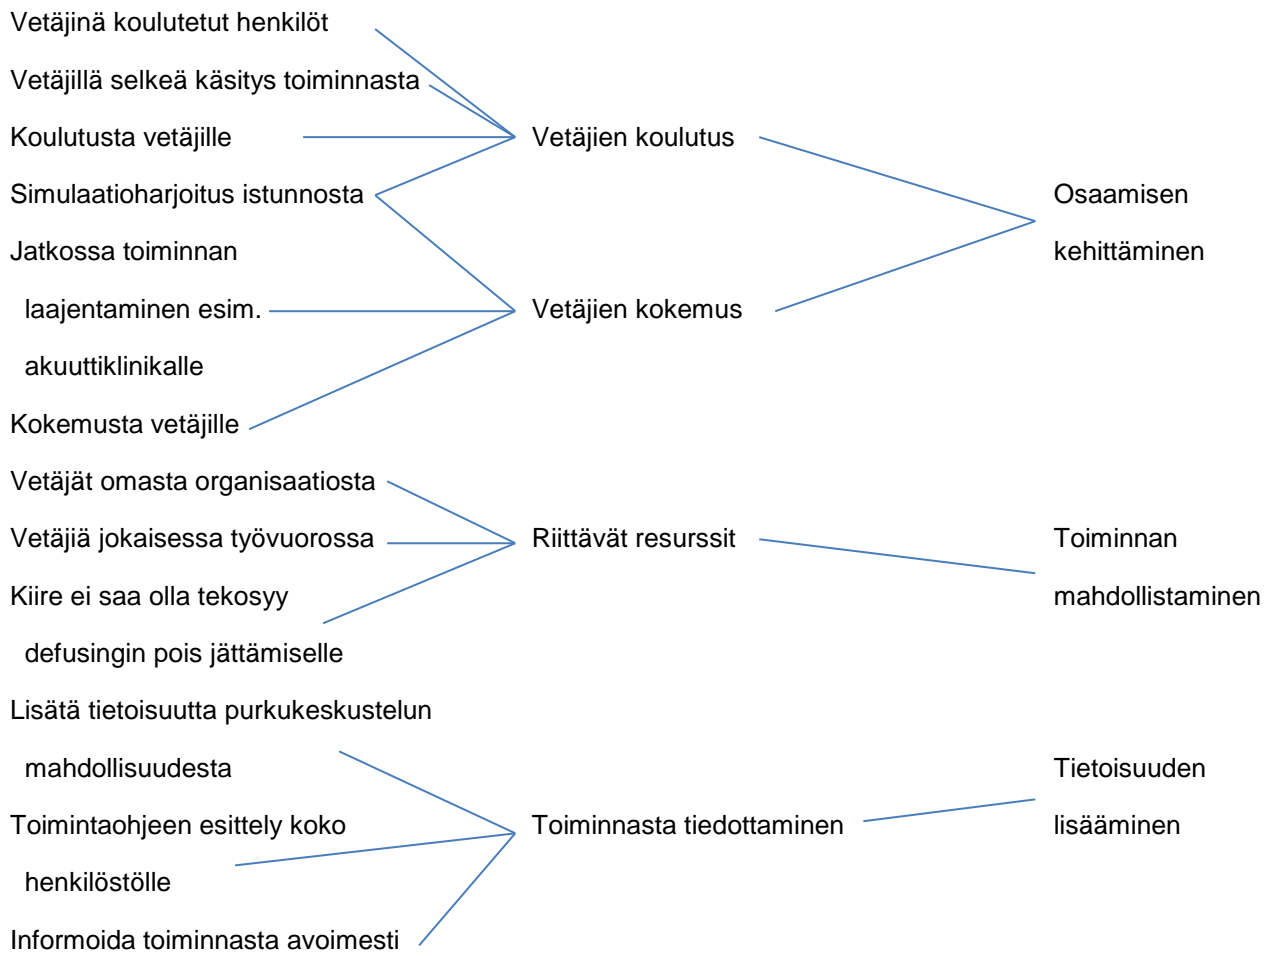 Vetäjinä koulutetut henkilöt
Vetäjillä selkeä käsitys toiminnasta
Koulutusta vetäjille
Vetäjien koulutus
Simulaatioharjoitus istunnosta
Osaamisen
Jatkossa toiminnan
kehittäminen
laajentaminen esim.
Vetäjien kokemus
akuuttiklinikalle
Kokemusta vetäjille
Vetäjät omasta organisaatiosta
Vetäjiä jokaisessa työvuorossa
Riittävät resurssit
Toiminnan
Kiire ei saa olla tekosyy
mahdollistaminen
defusingin pois jättämiselle
Lisätä tietoisuutta purkukeskustelun
mahdollisuudesta
Tietoisuuden
Toimintaohjeen esittely koko
Toiminnasta tiedottaminen
lisääminen
henkilöstölle
Informoida toiminnasta avoimesti